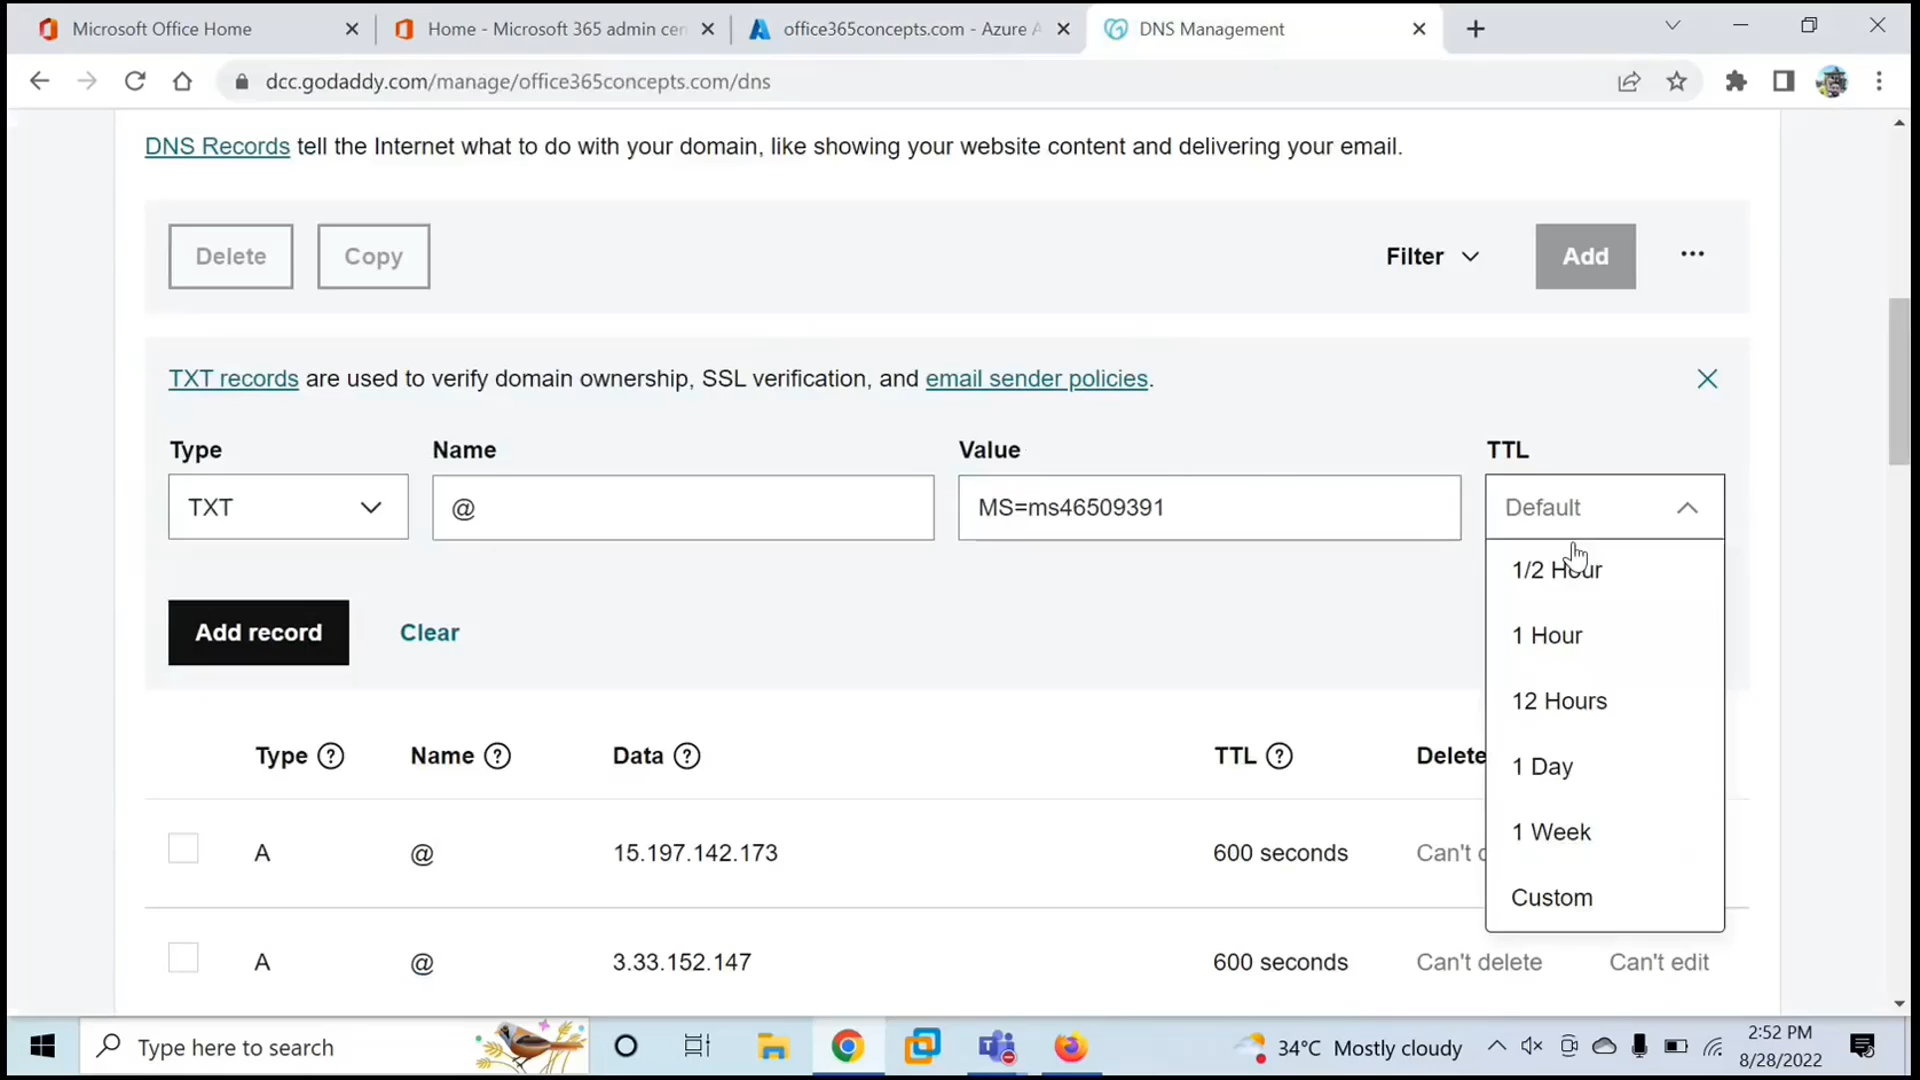 Microsoft Office Home
Home - Microsoft 365 admin cen
office365concepts.com - Azure A
DNS Management
dcc.godaddy.com/manage/office365concepts.com/dns
DNS Records tell the Internet what to do with your domain, like showing your website content and delivering your email.
Delete
Copy
Filter
Add
TXT records are used to verify domain ownership, SSL verification, and email sender policies.
Type
Name
Value
TTL
TXT
@
MS=ms46509391
Default
1/2 Hour
1 Hour
12 Hours
1 Day
1 Week
Custom
Add record
Clear
Type
Name
Data
TTL
Delete
A
@
15.197.142.173
600 seconds
Can't d
A
@
3.33.152.147
600 seconds
Can't delete
Can't edit
Type here to search
34°C Mostly cloudy
2:52 PM
8/28/2022